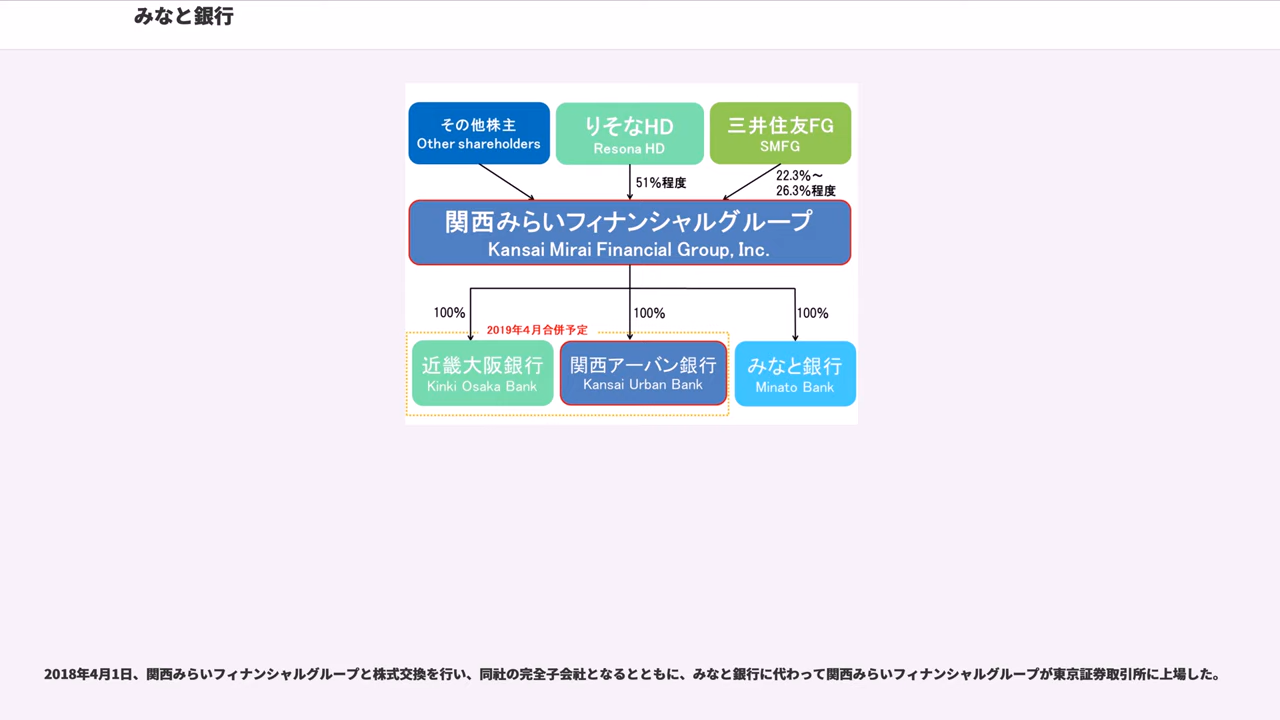 みなと銀行
その他株主
Other shareholders
りそなHD
Resona HD
三井住友FG
SMFG
51%程度
22.3%～
26.3%程度
関西みらいフィナンシャルグループ
Kansai Mirai Financial Group, Inc.
100%
100%
100%
2019年4月合併予定
近畿大阪銀行
Kinki Osaka Bank
関西アーバン銀行
Kansai Urban Bank
みなと銀行
Minato Bank
2018年4月1日、関西みらいフィナンシャルグループと株式交換を行い、同社の完全子会社となるとともに、みなと銀行に代わって関西みらいフィナンシャルグループが東京証券取引所に上場した。